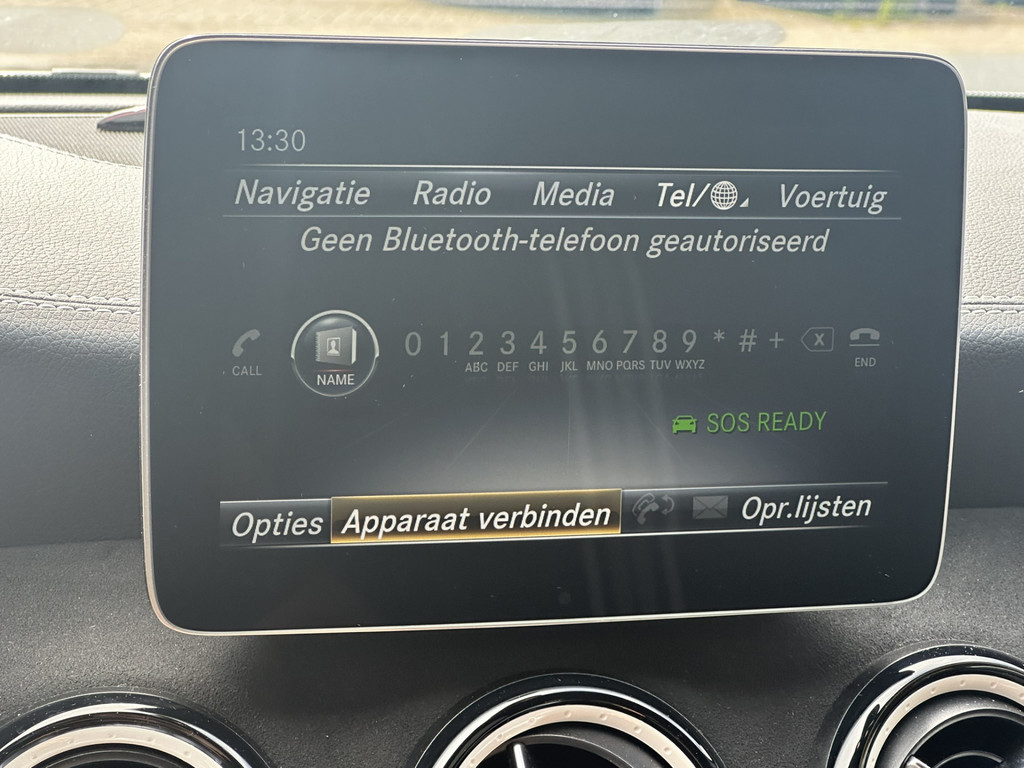 13:30
Navigatie Radio Media Tel/ Voertuig
Geen Bluetooth-telefoon geautoriseerd
CALL NAME 0 1 2 3 4 5 6 7 8 9 * # + X END
ABC DEF GHI JKL MNO PQRS TUV WXYZ
SOS READY
Opties Apparaat verbinden Opr.lijsten